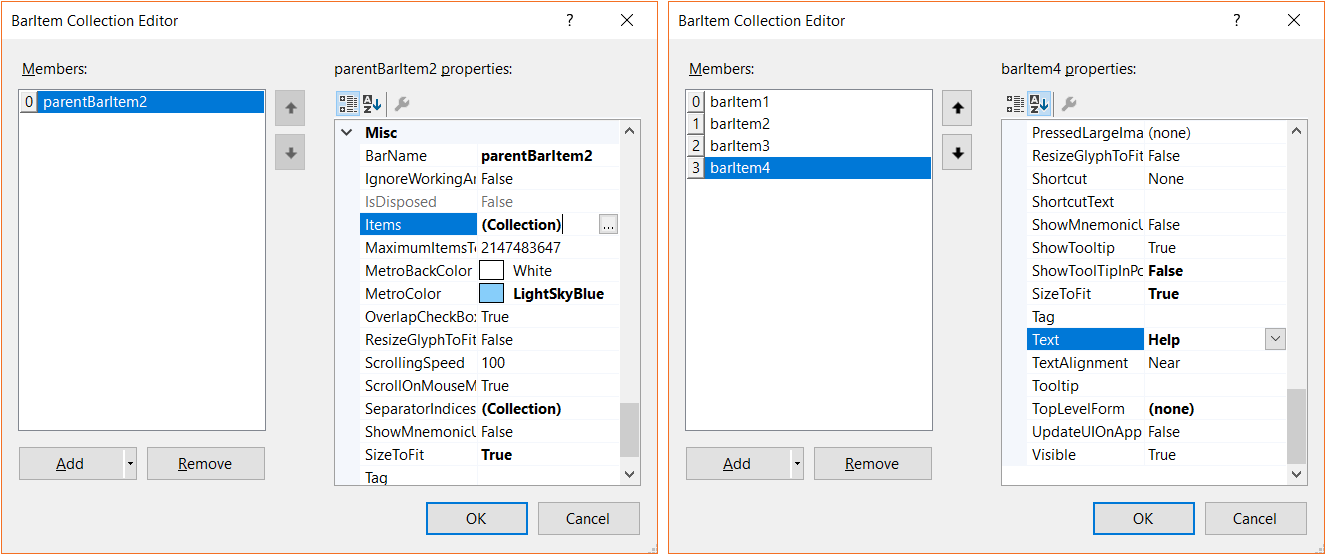 BarItem Collection Editor ? ×
Members:
parentBarItem2 properties:
0 parentBarItem2
Misc
BarName parentBarItem2
IgnoreWorkingAr False
IsDisposed False
Items (Collection) ...
MaximumItemsTo 2147483647
MetroBackColor White
MetroColor LightSkyBlue
OverlapCheckBox True
ResizeGlyphToFit False
ScrollingSpeed 100
ScrollOnMouseM True
SeparatorIndices (Collection)
ShowMnemonicU False
SizeToFit True
Tag
Add
Remove
OK
Cancel
BarItem Collection Editor ? ×
Members:
barItem4 properties:
0 barItem1
1 barItem2
2 barItem3
3 barItem4
PressedLargeIma (none)
ResizeGlyphToFit False
Shortcut None
ShortcutText
ShowMnemonicU False
ShowTooltip True
ShowToolTipInPo False
SizeToFit True
Tag
Text Help
TextAlignment Near
Tooltip
TopLevelForm (none)
UpdateUIOnApp False
Visible True
Add
Remove
OK
Cancel